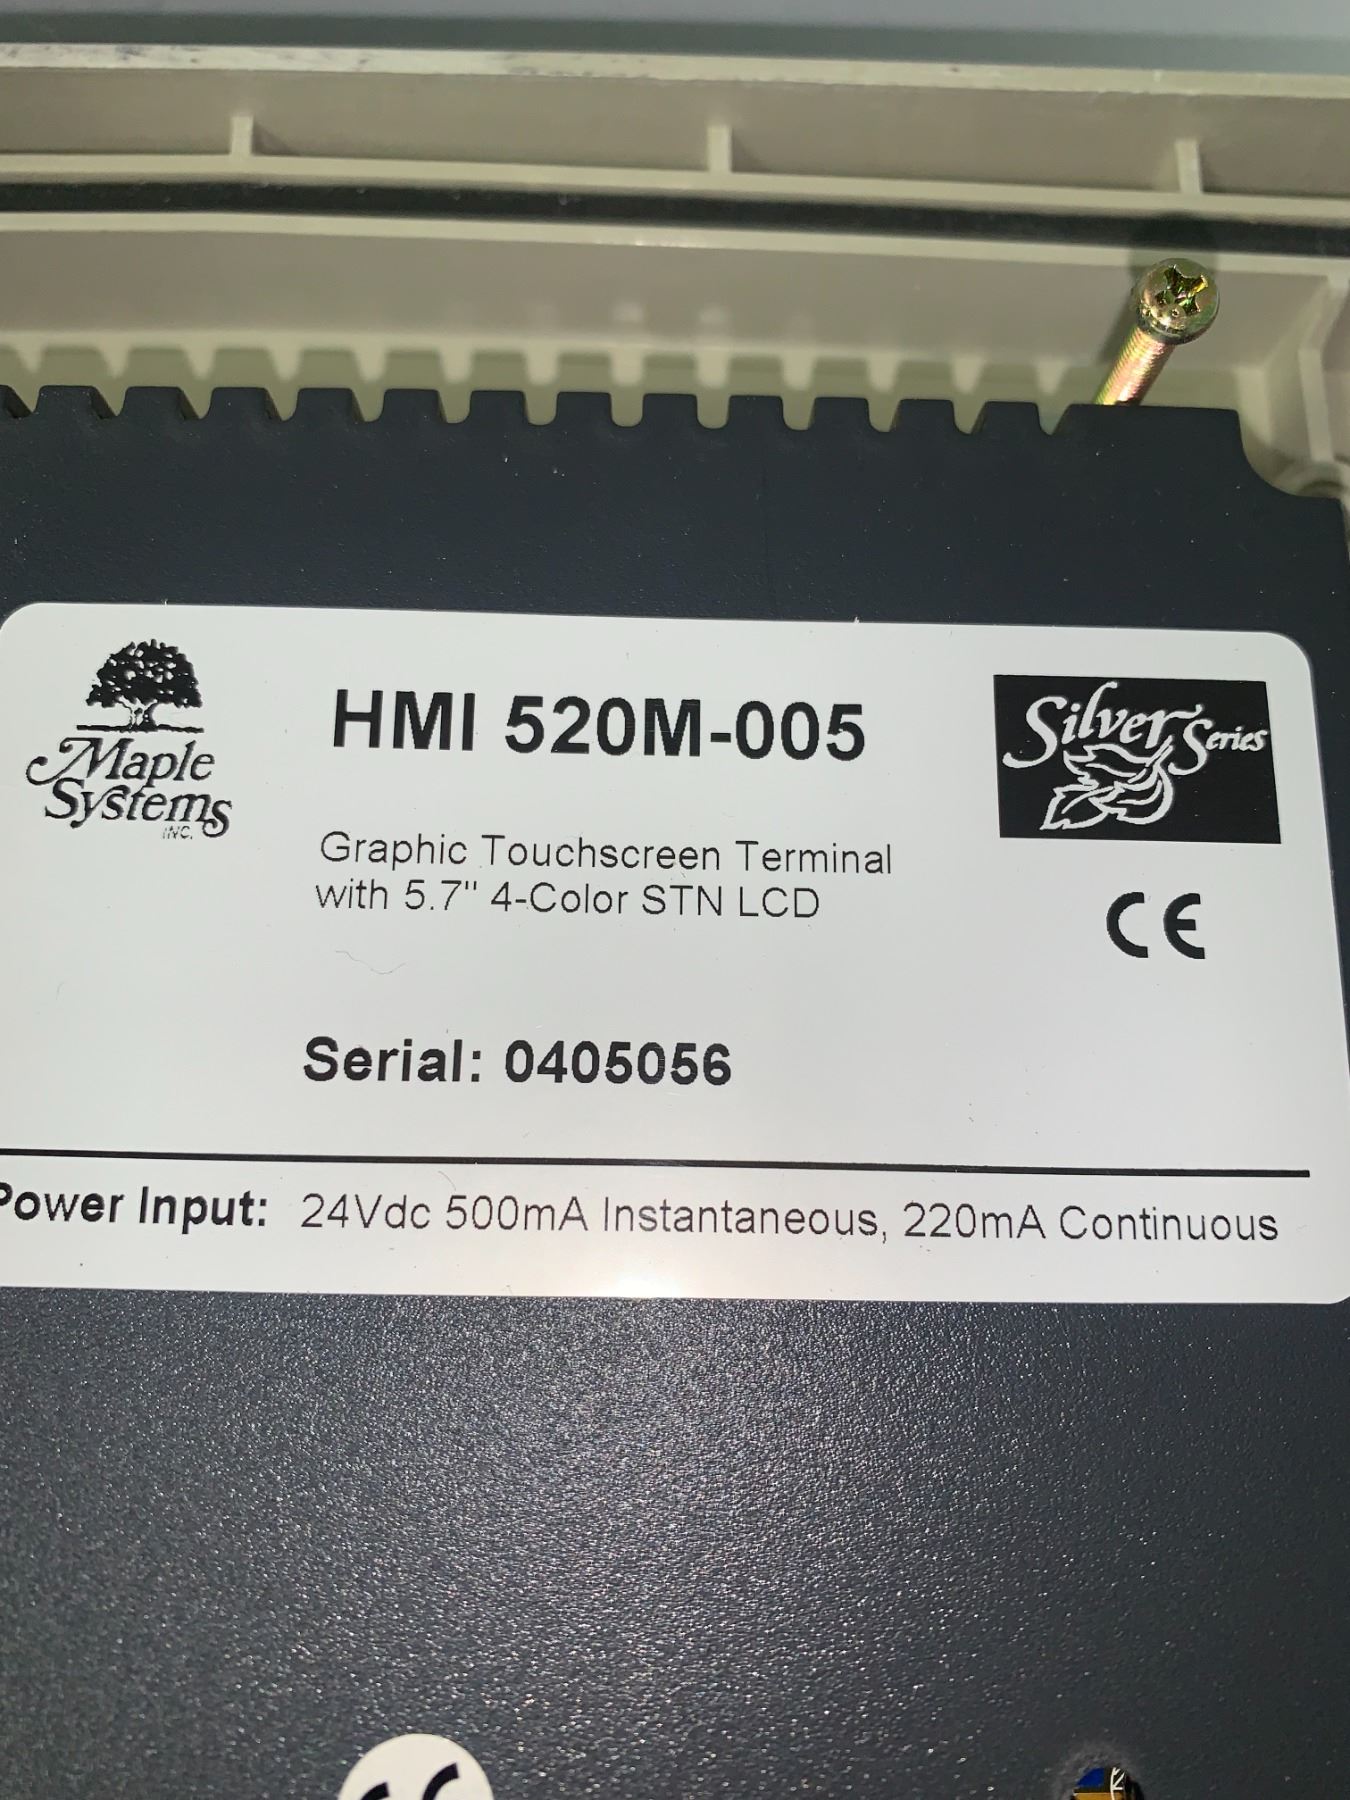 Maple
Systems
INC.
HMI 520M-005
Silver Series
Graphic Touchscreen Terminal
with 5.7" 4-Color STN LCD
CE
Serial: 0405056
Power Input: 24Vdc 500mA Instantaneous, 220mA Continuous